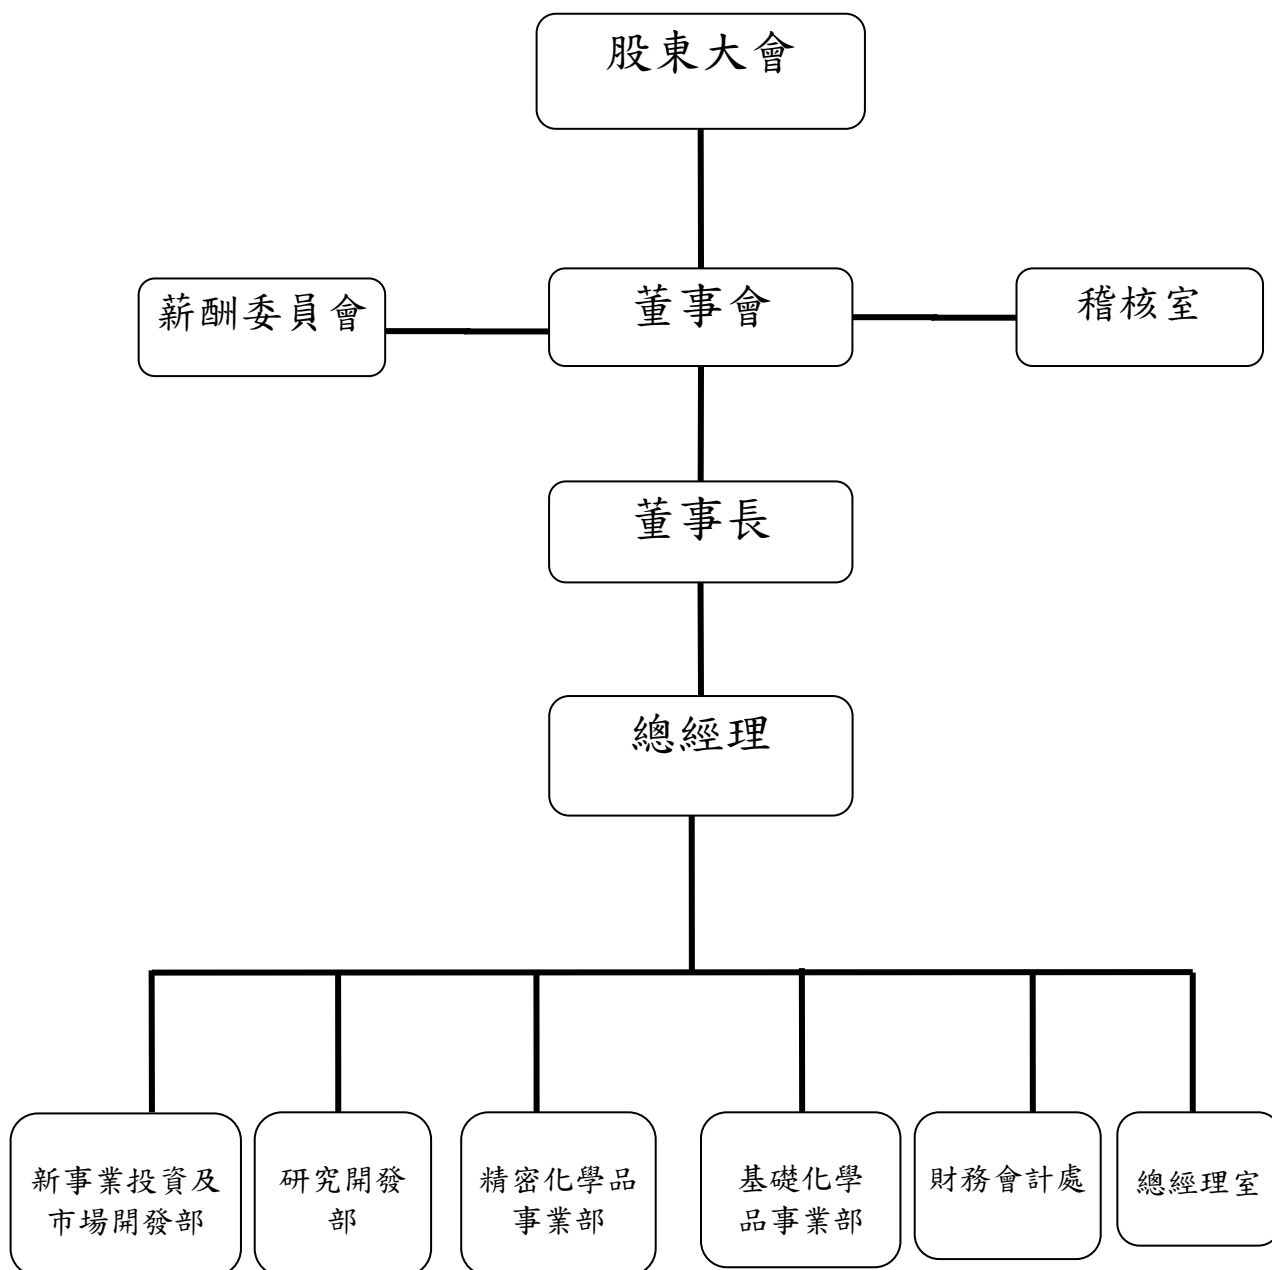 股東大會
薪酬委員會
董事會
稽核室
董事長
總經理
新事業投資及
市場開發部
研究開發
部
精密化學品
事業部
基礎化學
品事業部
財務會計處
總經理室